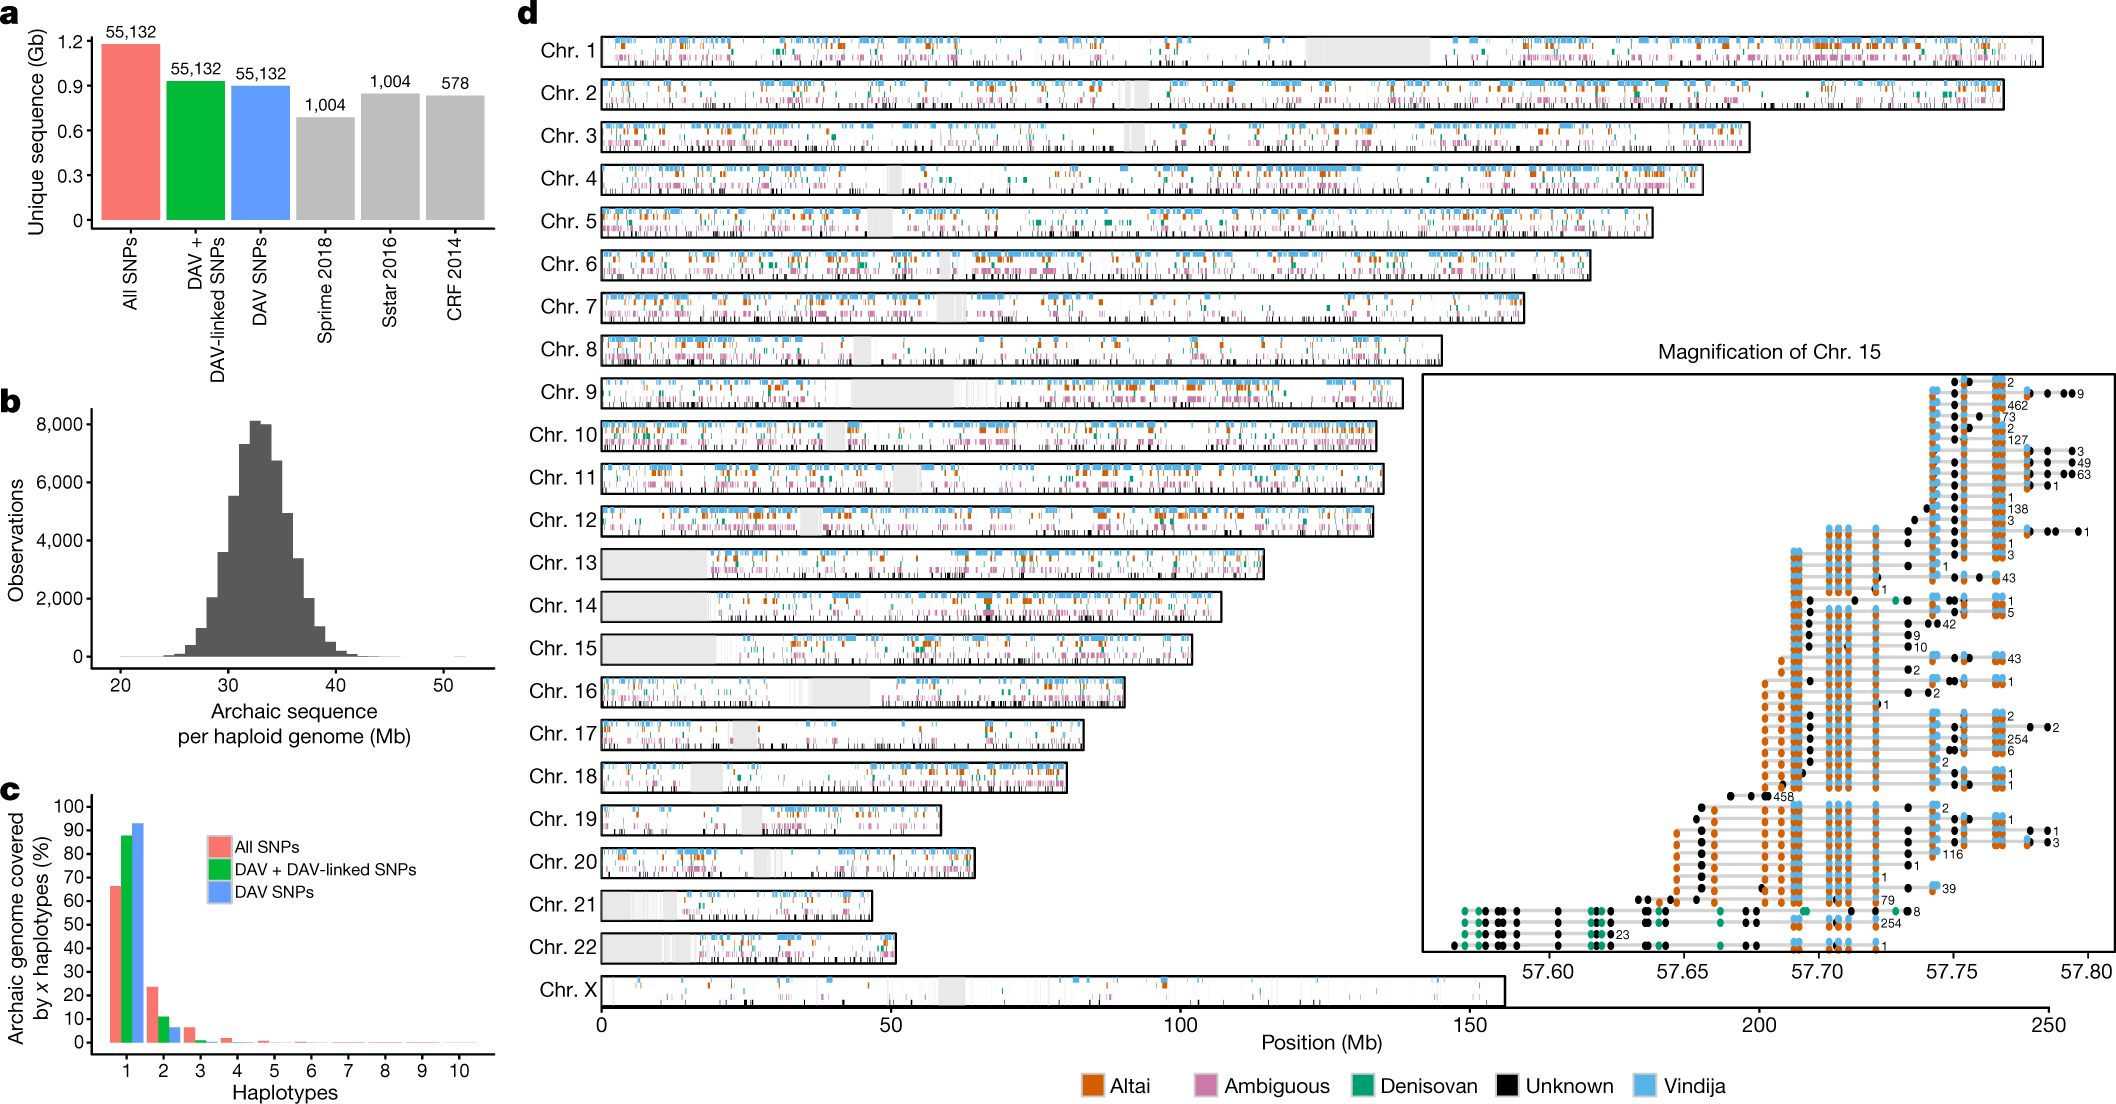 a
Unique sequence (Gb)
1.2
0.9
0.6
0.3
0
55,132
55,132
55,132
1,004
1,004
578
All SNPs
DAV +
DAV-linked SNPs
DAV SNPs
Sprime 2018
Sstar 2016
CRF 2014
b
Observations
8,000
6,000
4,000
2,000
0
20
30
40
50
Archaic sequence
per haploid genome (Mb)
c
Archaic genome covered
by x haplotypes (%)
100
90
80
70
60
50
40
30
20
10
0
All SNPs
DAV + DAV-linked SNPs
DAV SNPs
1 2 3 4 5 6 7 8 9 10
Haplotypes
d
Chr. 1
Chr. 2
Chr. 3
Chr. 4
Chr. 5
Chr. 6
Chr. 7
Chr. 8
Chr. 9
Chr. 10
Chr. 11
Chr. 12
Chr. 13
Chr. 14
Chr. 15
Chr. 16
Chr. 17
Chr. 18
Chr. 19
Chr. 20
Chr. 21
Chr. 22
Chr. X
0 50 100 150 200 250
Position (Mb)
Magnification of Chr. 15
2
9
462
73
2
127
3
49
63
1
1
138
3
1
1
3
1
43
1
1
5
42
9
10
43
2
1
2
1
2
2
254
6
2
1
1
458
2
1
1
3
116
1
1
39
79
8
254
23
1
57.60 57.65 57.70 57.75 57.80
Altai
Ambiguous
Denisovan
Unknown
Vindija